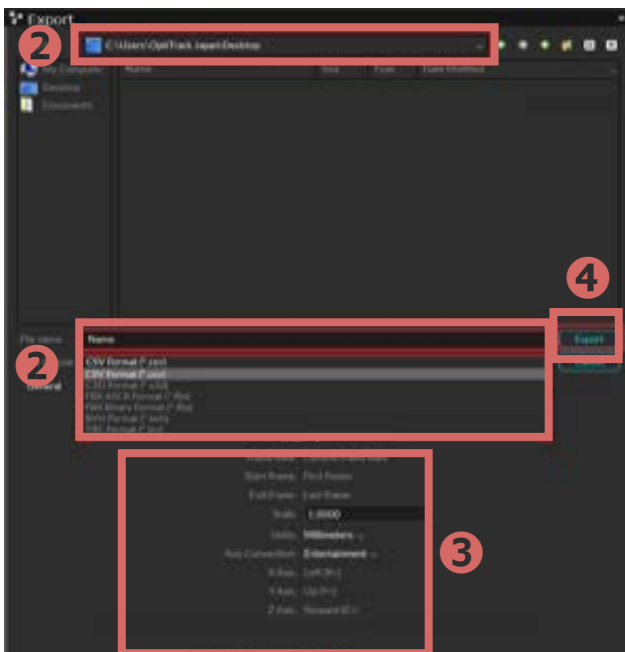 Export
2
C:\Users\OptiTrack Japan\Desktop
My Computer
Name Size Type Date Modified
Desktop
Documents
4
File name Name Export
2
CSV Format (*.csv)
CSV Format (*.csv)
General
C3D Format (*.c3d)
FBX ASCII Format (*.fbx)
FBX Binary Format (*.fbx)
BVH Format (*.bvh)
TRC Format (*.trc)
Start Frame First Frame
End Frame Last Frame
Scale 1.0000
Units Millimeters
3
Axis Convention Entertainment
X Axis
Y Axis
Z Axis